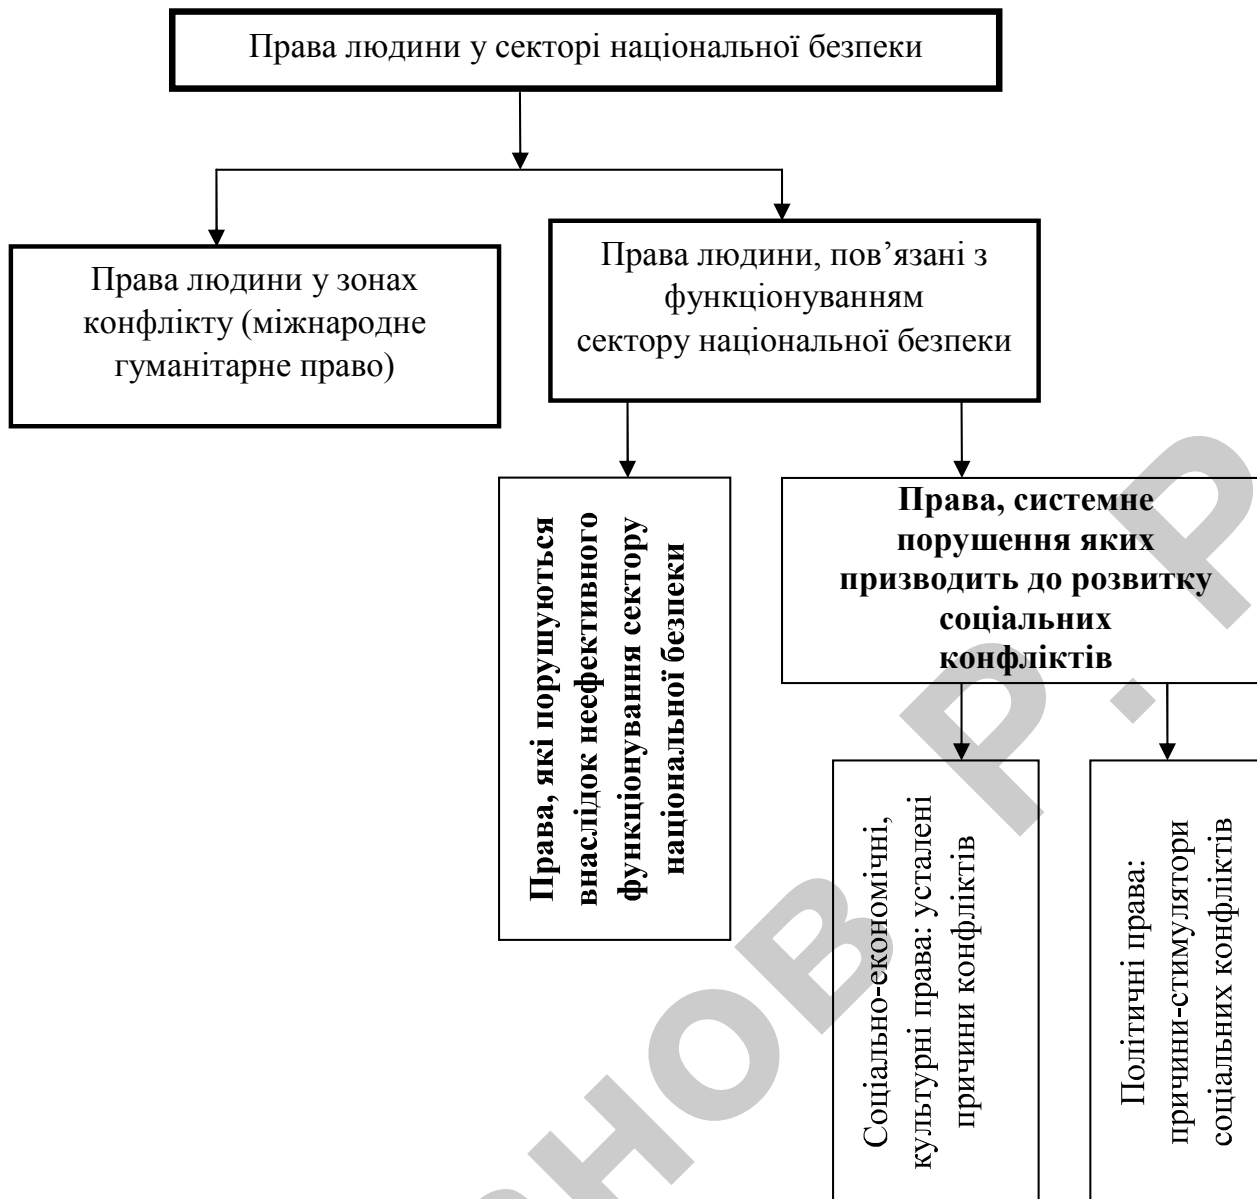 Права людини у секторі національної безпеки
Права людини у зонах
конфлікту (міжнародне
гуманітарне право)
Права людини, пов’язані з
функціонуванням
сектору національної безпеки
Права, які порушуються
внаслідок неефективного
функціонування сектору
національної безпеки
Права, системне
порушення яких
призводить до розвитку
соціальних
конфліктів
Соціально-економічні,
культурні права: усталені
причини конфліктів
Політичні права:
причини-стимулятори
соціальних конфліктів